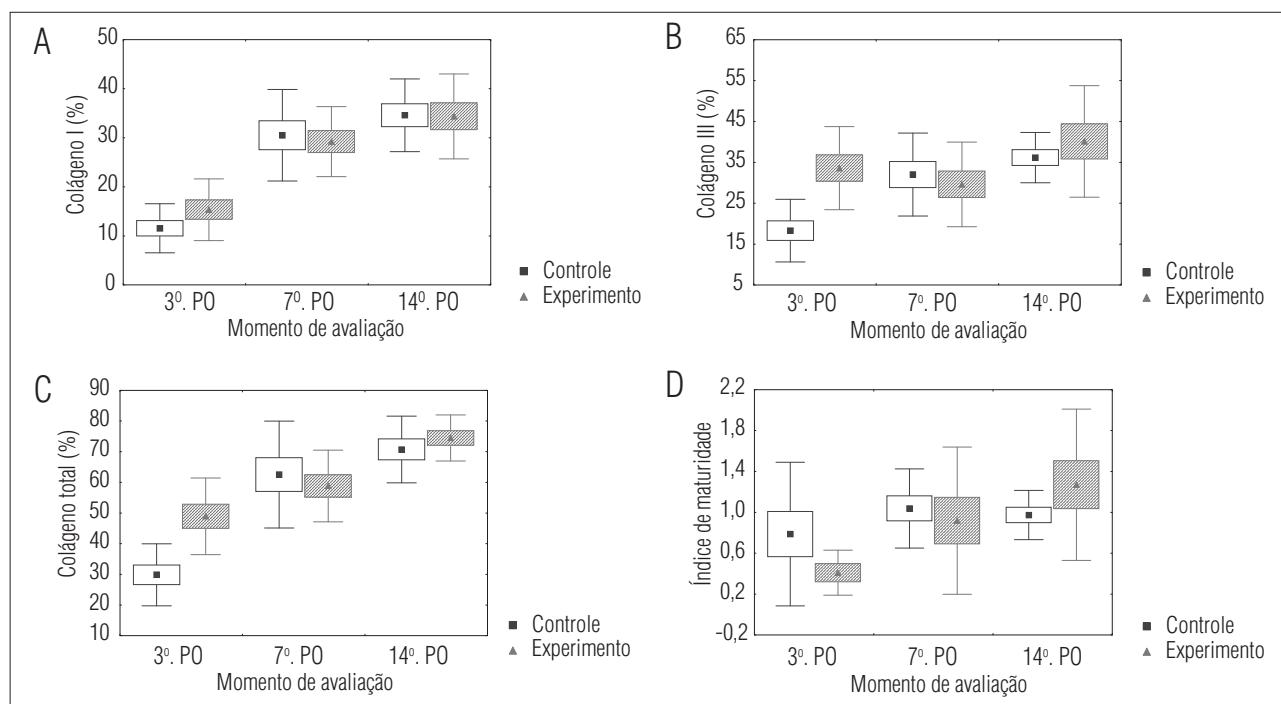 A
Colágeno I (%)
50
40
30
20
10
0
3º. PO 7º. PO 14º. PO
Momento de avaliação
Controle
Experimento
B
Colágeno III (%)
65
55
45
35
25
15
5
3º. PO 7º. PO 14º. PO
Momento de avaliação
Controle
Experimento
C
Colágeno total (%)
90
80
70
60
50
40
30
20
10
3º. PO 7º. PO 14º. PO
Momento de avaliação
Controle
Experimento
D
Índice de maturidade
2,2
1,8
1,4
1,0
0,6
0,2
-0,2
3º. PO 7º. PO 14º. PO
Momento de avaliação
Controle
Experimento